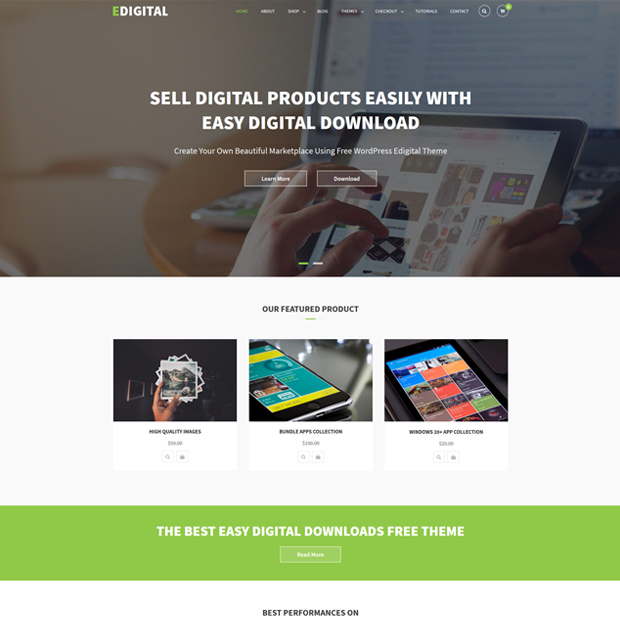 EDIGITAL
HOME ABOUT SHOP BLOG THEMES CHECKOUT TUTORIALS CONTACT
SELL DIGITAL PRODUCTS EASILY WITH
EASY DIGITAL DOWNLOAD
Create Your Own Beautiful Marketplace Using Free WordPress Edigital Theme
Learn More Download
OUR FEATURED PRODUCT
HIGH QUALITY IMAGES BUNDLE APPS COLLECTION WINDOWS 20+ APP COLLECTION
$50.00 $100.00 $20.00
THE BEST EASY DIGITAL DOWNLOADS FREE THEME
Read More
BEST PERFORMANCES ON